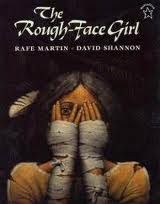 The
Rough-Face Girl
RAFE MARTIN • DAVID SHANNON